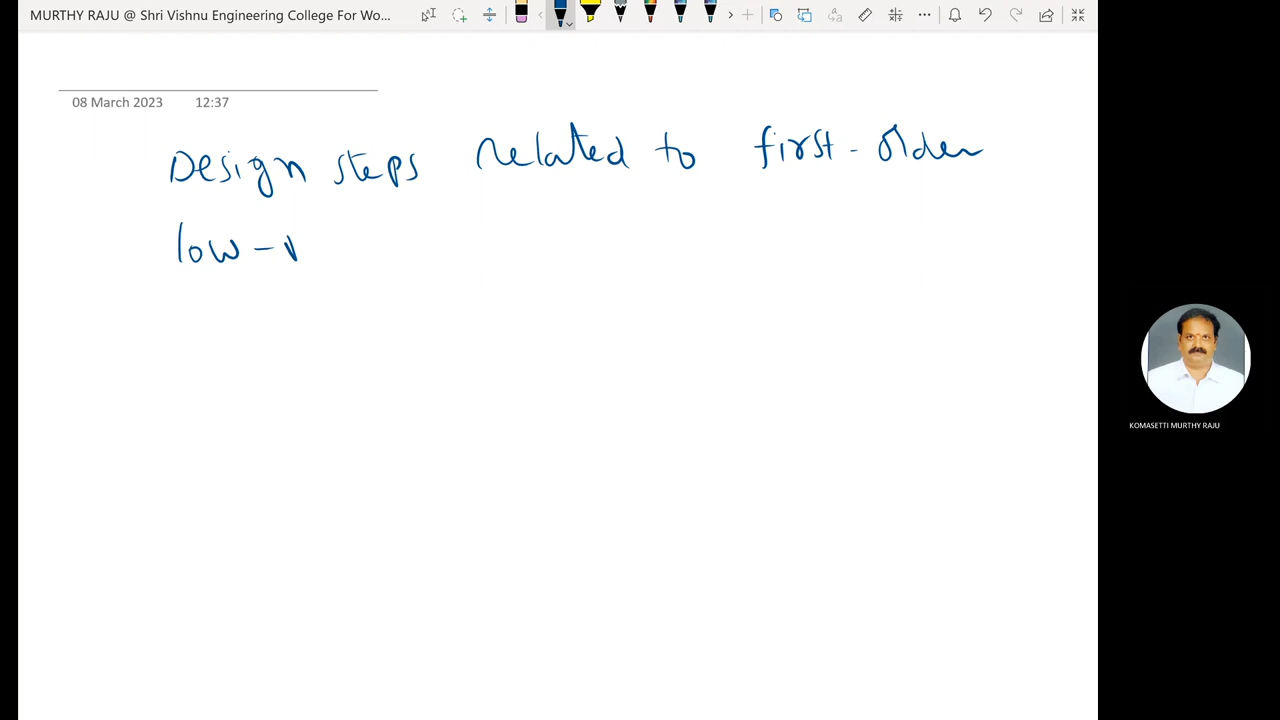 MURTHY RAJU @ Shri Vishnu Engineering College For Wo...
08 March 2023 12:37
Design steps related to first-order
low-
KOMASETTI MURTHY RAJU